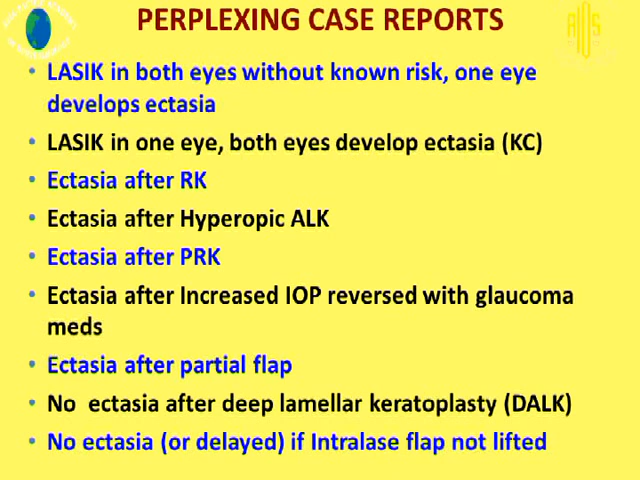 PERPLEXING CASE REPORTS
• LASIK in both eyes without known risk, one eye
develops ectasia
• LASIK in one eye, both eyes develop ectasia (KC)
• Ectasia after RK
• Ectasia after Hyperopic ALK
• Ectasia after PRK
• Ectasia after Increased IOP reversed with glaucoma
meds
• Ectasia after partial flap
• No ectasia after deep lamellar keratoplasty (DALK)
• No ectasia (or delayed) if Intralase flap not lifted